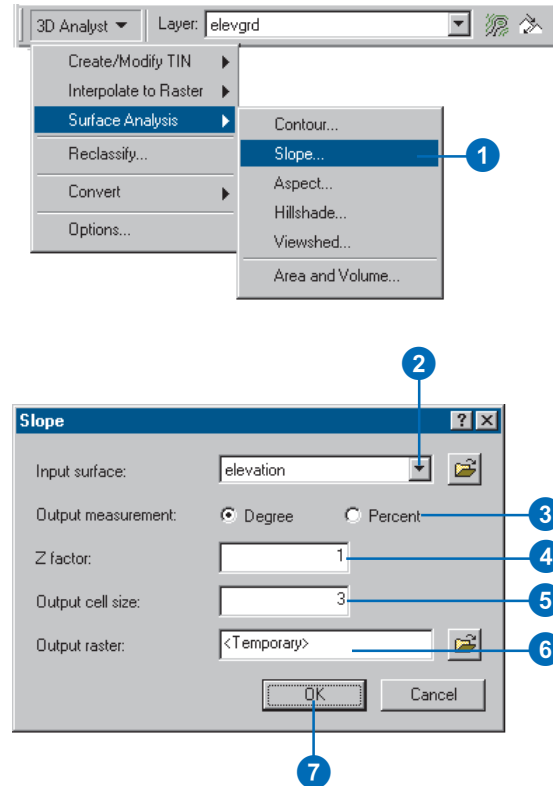 3D Analyst Layer: elevgrd
Create/Modify TIN
Interpolate to Raster
Surface Analysis
Reclassify...
Convert
Options...
Contour...
Slope... 1
Aspect...
Hillshade...
Viewshed...
Area and Volume...
2
Slope ? X
Input surface: elevation
Output measurement: Degree Percent 3
Z factor: 1 4
Output cell size: 3 5
Output raster: <Temporary> 6
OK Cancel
7